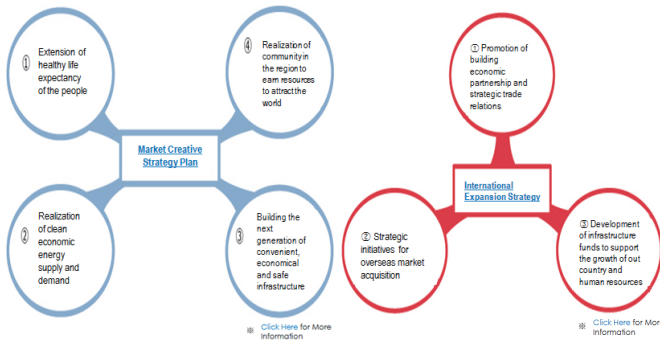 ① Extension of
healthy life
expectancy
of the people
④ Realization of
community in
the region to
earn resources
to attract the
world
Market Creative
Strategy Plan
② Realization
of clean
economic
energy
supply and
demand
③ Building the
next
generation of
convenient,
economical
and safe
infrastructure
※ Click Here for More
Information
① Promotion of
building
economic
partnership and
strategic trade
relations
International
Expansion Strategy
② Strategic
initiatives for
overseas market
acquisition
③ Development
of infrastructure
funds to support
the growth of out
country and
human resources
※ Click Here for More
Information